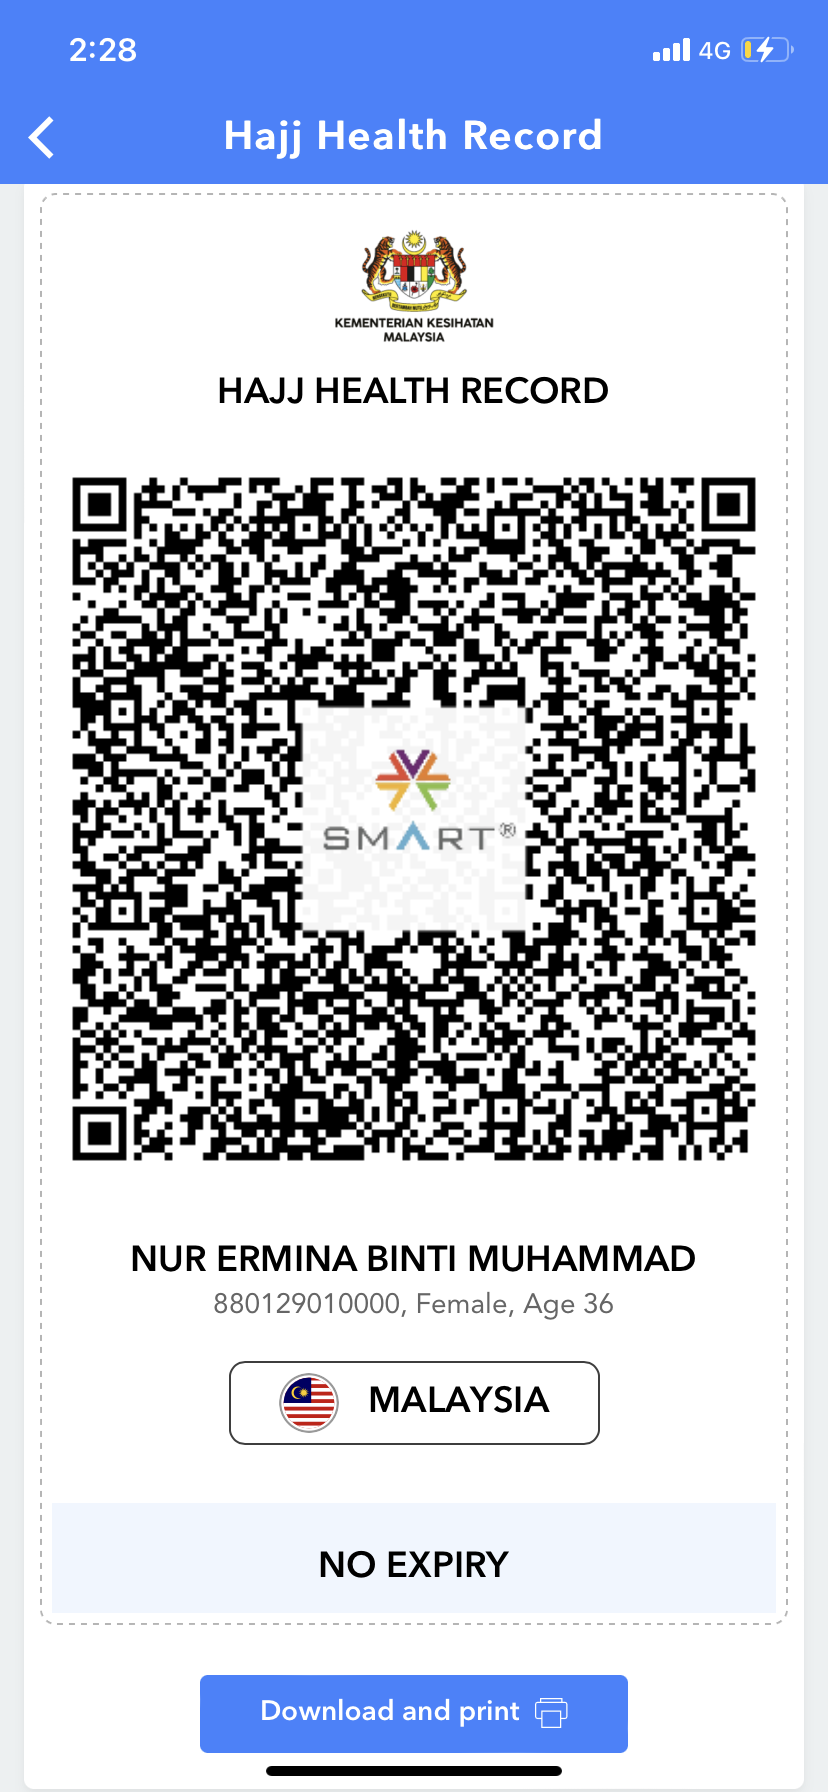 2:28
4G
Hajj Health Record
KEMENTERIAN KESIHATAN
MALAYSIA
HAJJ HEALTH RECORD
SMART®
NUR ERMINA BINTI MUHAMMAD
880129010000, Female, Age 36
MALAYSIA
NO EXPIRY
Download and print